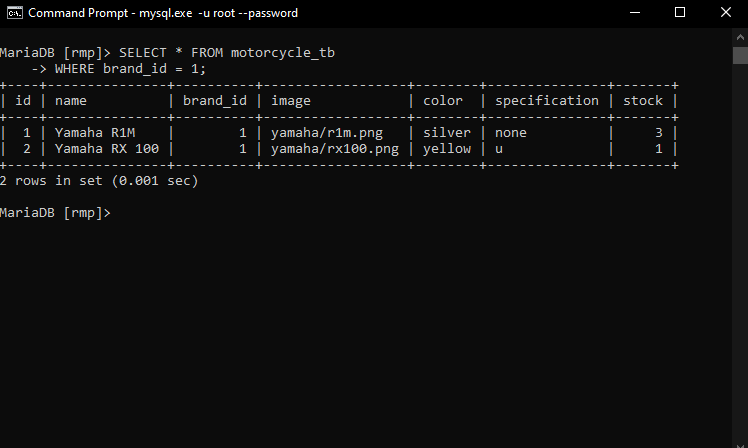 Command Prompt - mysql.exe  -u root --password
MariaDB [rmp]> SELECT * FROM motorcycle_tb
    -> WHERE brand_id = 1;
+----+---------------+----------+------------------+--------+---------------+-------+
| id | name          | brand_id | image            | color  | specification | stock |
+----+---------------+----------+------------------+--------+---------------+-------+
|  1 | Yamaha R1M    |        1 | yamaha/r1m.png   | silver | none          |     3 |
|  2 | Yamaha RX 100 |        1 | yamaha/rx100.png | yellow | u             |     1 |
+----+---------------+----------+------------------+--------+---------------+-------+
2 rows in set (0.001 sec)
MariaDB [rmp]>